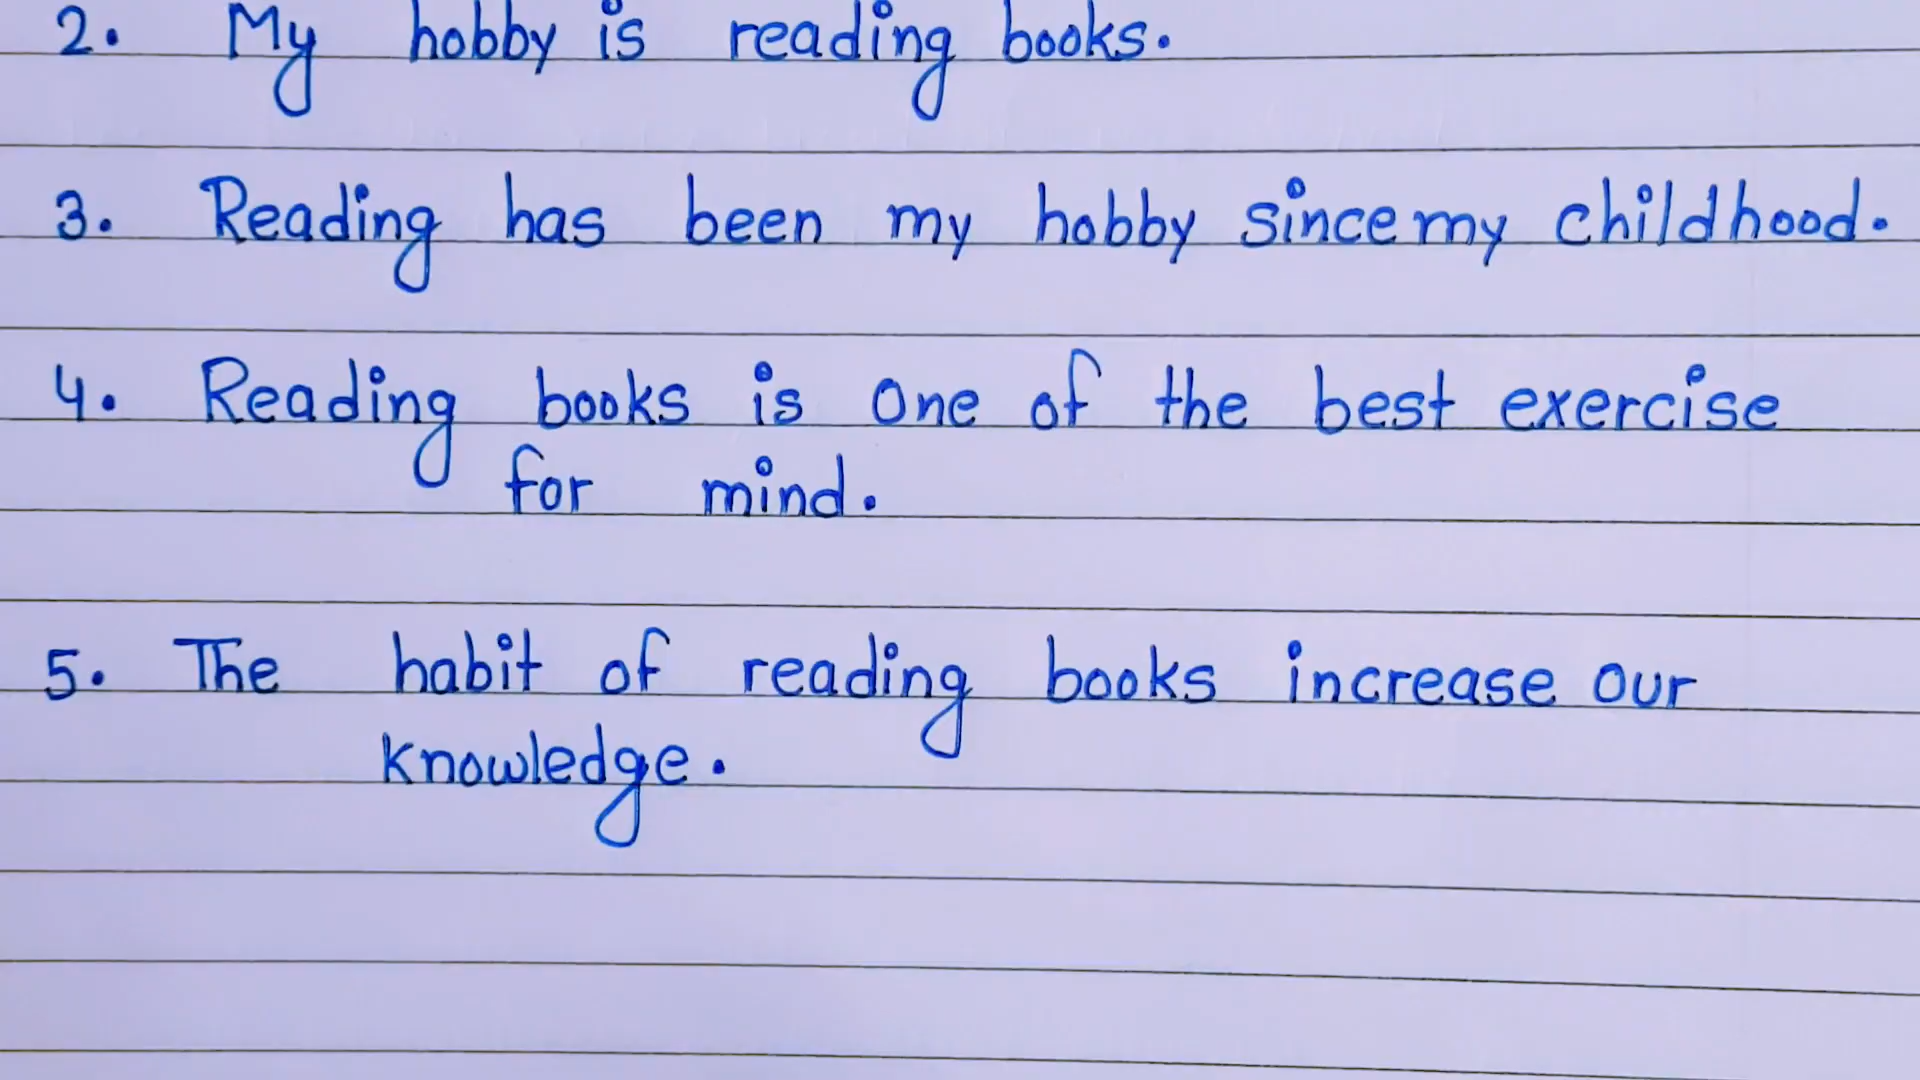 2. My hobby is reading books.
3. Reading has been my hobby since my childhood.
4. Reading books is one of the best exercise
for mind.
5. The habit of reading books increase our
knowledge.